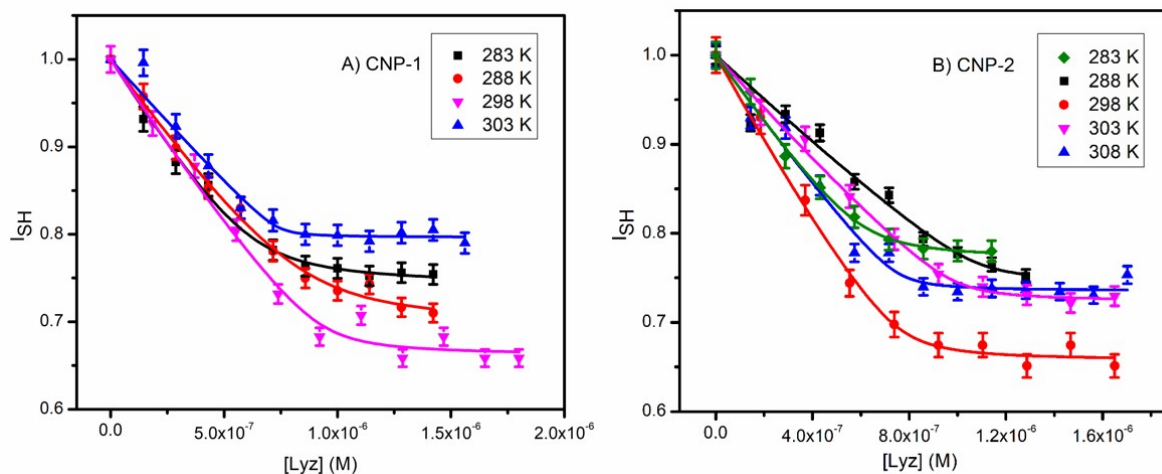 A) CNP-1
283 K
288 K
298 K
303 K
1.0
0.9
0.8
0.7
0.6
I_SH
0.0
5.0x10⁻⁷
1.0x10⁻⁶
1.5x10⁻⁶
2.0x10⁻⁶
[Lyz] (M)
B) CNP-2
283 K
288 K
298 K
303 K
308 K
1.0
0.9
0.8
0.7
0.6
I_SH
0.0
4.0x10⁻⁷
8.0x10⁻⁷
1.2x10⁻⁶
1.6x10⁻⁶
[Lyz] (M)